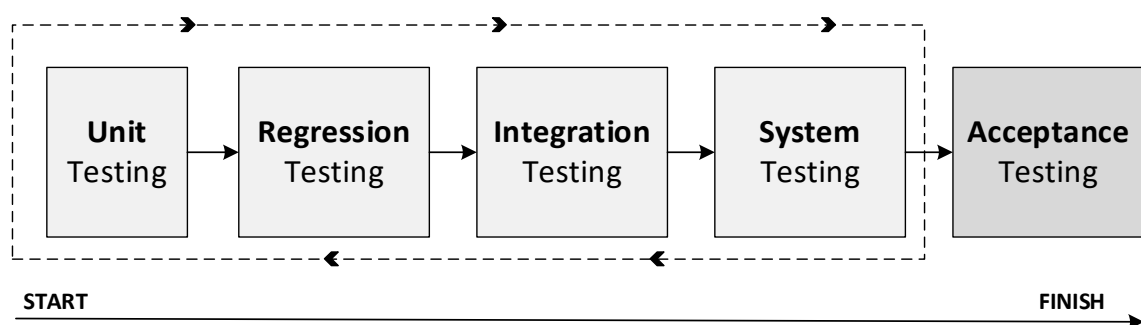 Unit
Testing
Regression
Testing
Integration
Testing
System
Testing
Acceptance
Testing
START
FINISH